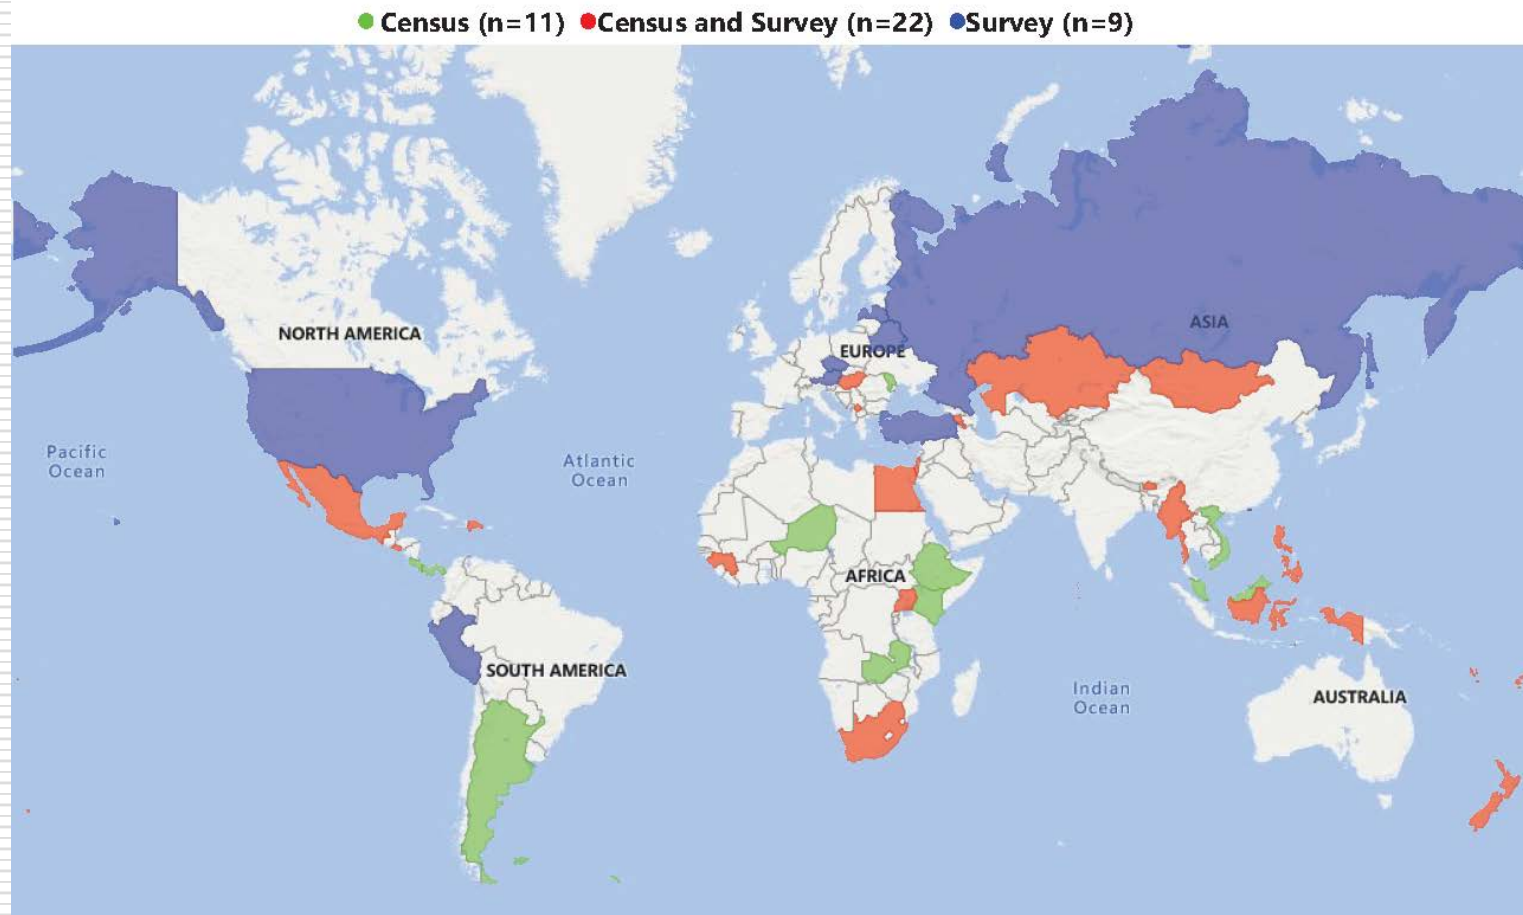 Census (n=11) Census and Survey (n=22) Survey (n=9)
NORTH AMERICA
ASIA
EUROPE
Pacific
Ocean
Atlantic
Ocean
AFRICA
SOUTH AMERICA
Indian
Ocean
AUSTRALIA